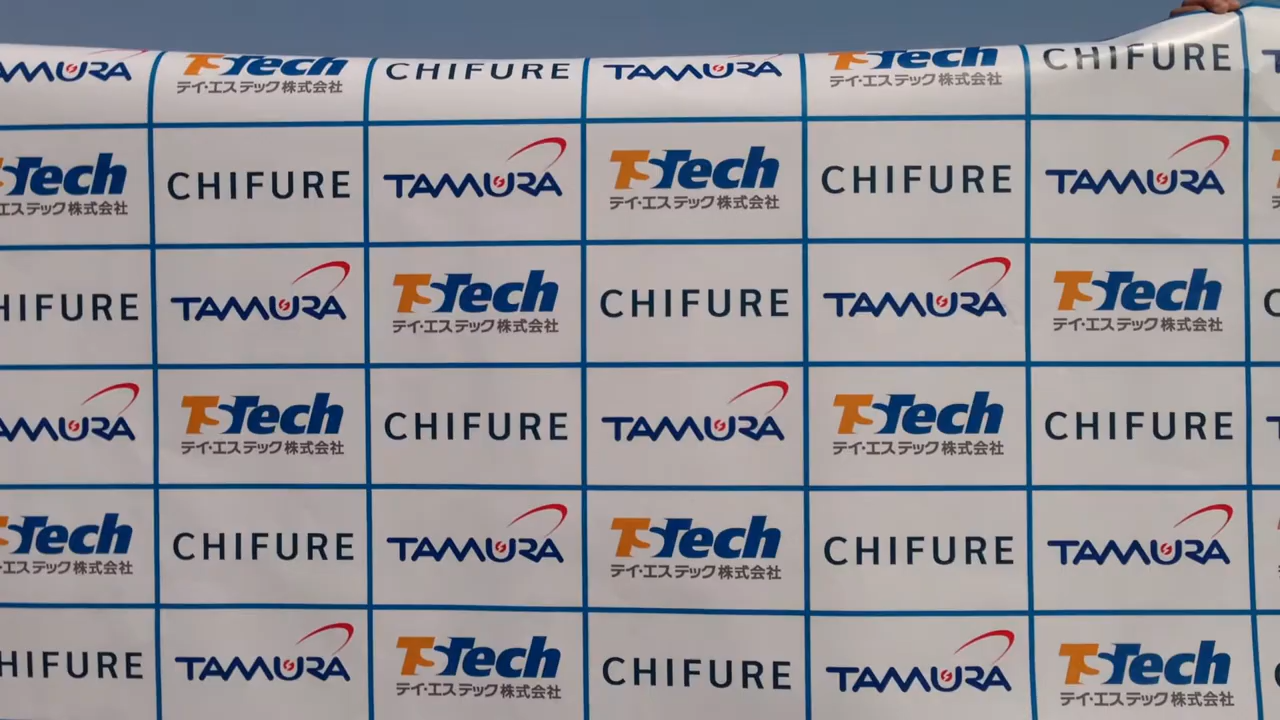 TAMURA TS Tech CHIFURE TAMURA TS Tech CHIFURE
テイ・エス テック 株式会社 テイ・エス テック 株式会社
TS Tech CHIFURE TAMURA TS Tech CHIFURE TAMURA
テイ・エス テック 株式会社 テイ・エス テック 株式会社
CHIFURE TAMURA TS Tech CHIFURE TAMURA TS Tech
テイ・エス テック 株式会社 テイ・エス テック 株式会社
TAMURA TS Tech CHIFURE TAMURA TS Tech CHIFURE
テイ・エス テック 株式会社 テイ・エス テック 株式会社
TS Tech CHIFURE TAMURA TS Tech CHIFURE TAMURA
エス テック 株式会社 テイ・エス テック 株式会社
CHIFURE TAMURA TS Tech CHIFURE TAMURA TS Tech
テイ・エス テック 株式会社 テイ・エス テック 株式会社